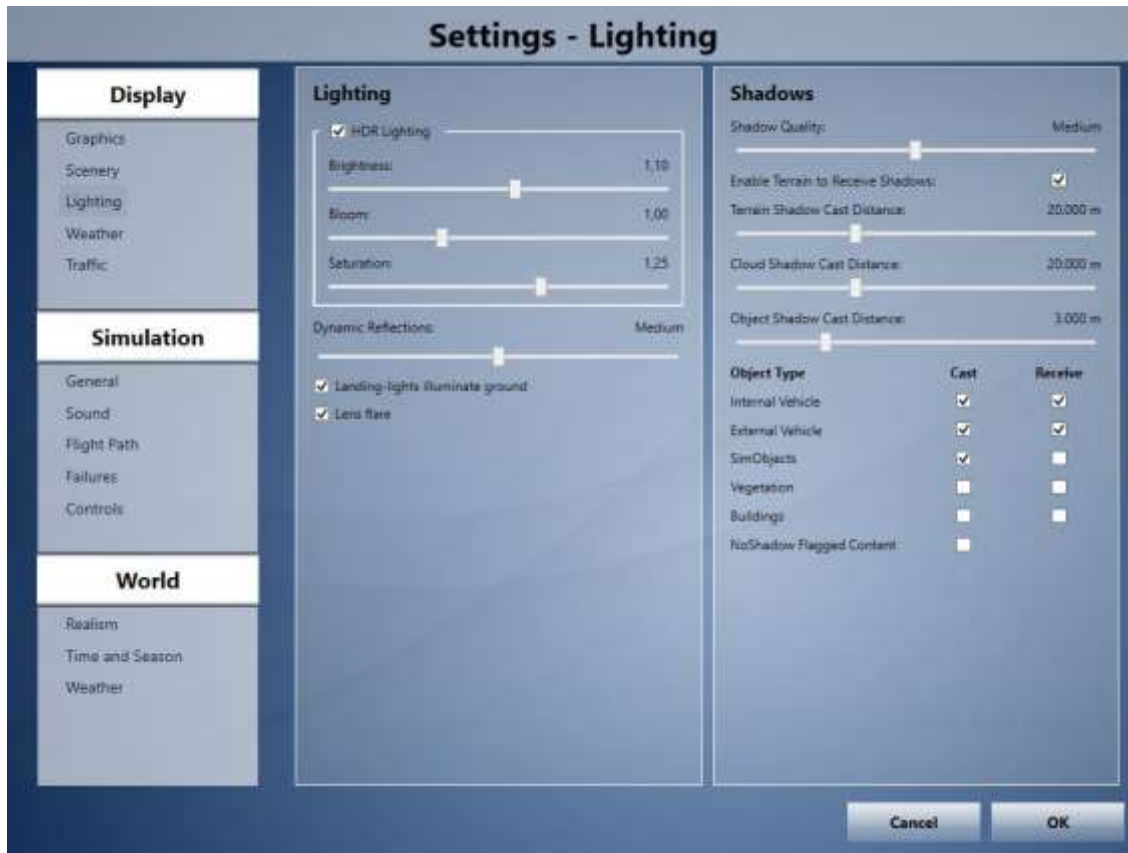 Settings - Lighting
Display
Graphics
Scenery
Lighting
Weather
Traffic
Simulation
General
Sound
Flight Path
Failures
Controls
World
Realism
Time and Season
Weather
Lighting
HDR Lighting
Brightness: 1,10
Bloom: 1,00
Saturation: 1,25
Dynamic Reflections: Medium
Landing-lights illuminate ground
Lens flare
Shadows
Shadow Quality: Medium
Enable Terrain to Receive Shadows:
Terrain Shadow Cast Distance: 20.000 m
Cloud Shadow Cast Distance: 20.000 m
Object Shadow Cast Distance: 3.000 m
Object Type Cast Receive
Internal Vehicle
External Vehicle
SimObjects
Vegetation
Buildings
NoShadow Flagged Content
Cancel OK